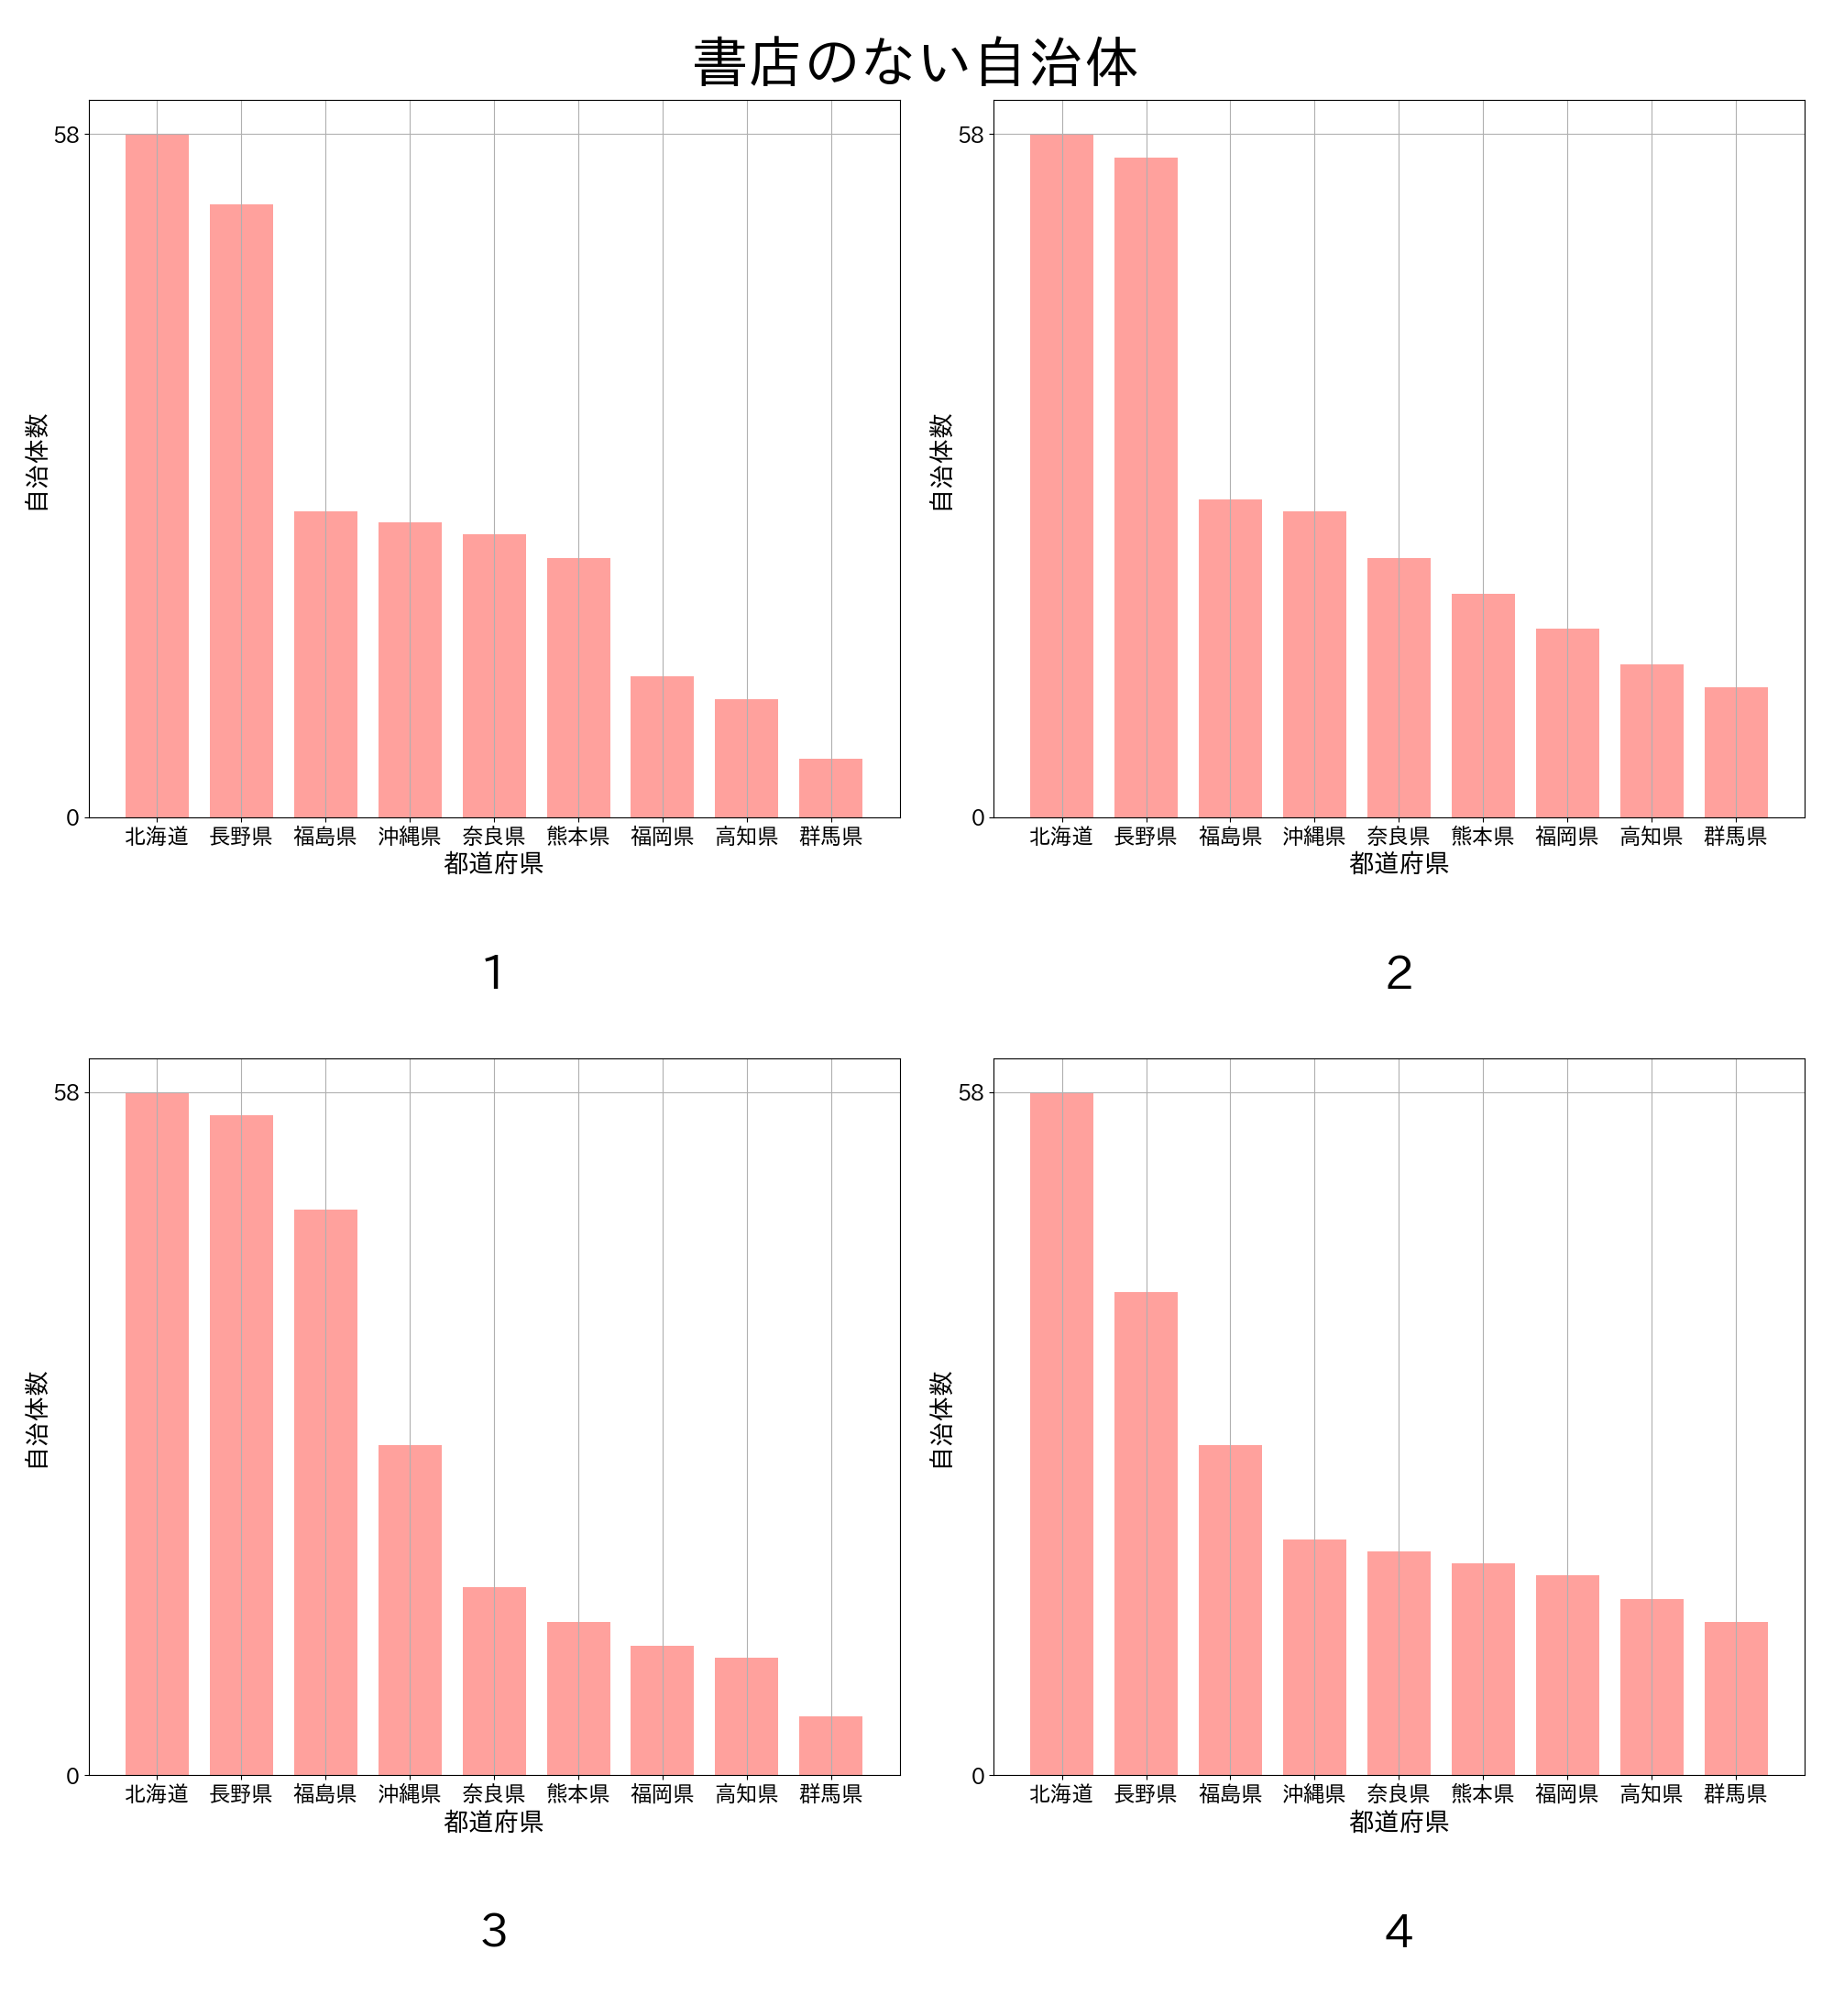 書店のない自治体
58
0
自治体数
北海道 長野県 福島県 沖縄県 奈良県 熊本県 福岡県 高知県 群馬県
都道府県
1
58
0
自治体数
北海道 長野県 福島県 沖縄県 奈良県 熊本県 福岡県 高知県 群馬県
都道府県
2
58
0
自治体数
北海道 長野県 福島県 沖縄県 奈良県 熊本県 福岡県 高知県 群馬県
都道府県
3
58
0
自治体数
北海道 長野県 福島県 沖縄県 奈良県 熊本県 福岡県 高知県 群馬県
都道府県
4